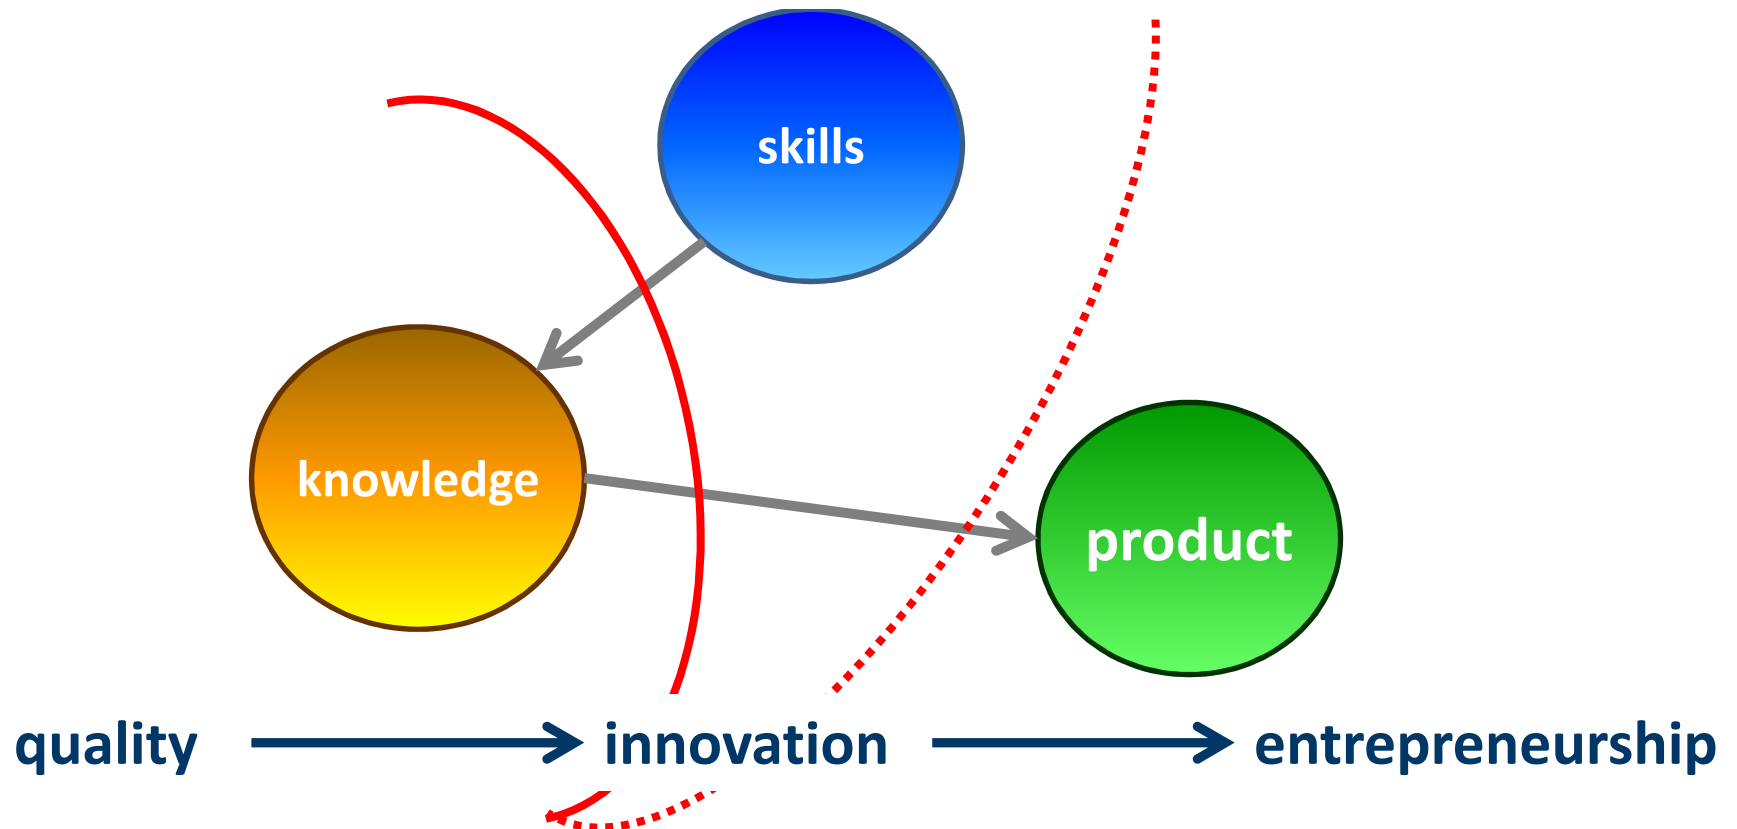 skills
knowledge
product
quality
innovation
entrepreneurship